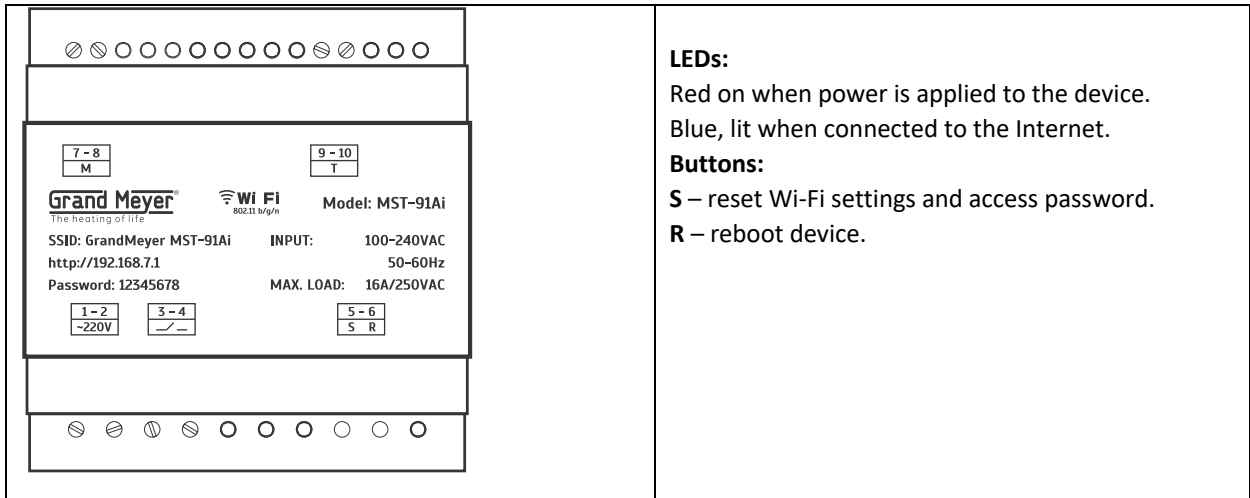 7 - 8
M
9 - 10
T
Grand Meyer®
The heating of life
Wi Fi
802.11 b/g/n
Model: MST-91Ai
SSID: GrandMeyer MST-91Ai
http://192.168.7.1
Password: 12345678
INPUT: 100-240VAC
50-60Hz
MAX. LOAD: 16A/250VAC
1 - 2
~220V
3 - 4
5 - 6
S R
LEDs:
Red on when power is applied to the device.
Blue, lit when connected to the Internet.
Buttons:
S – reset Wi-Fi settings and access password.
R – reboot device.